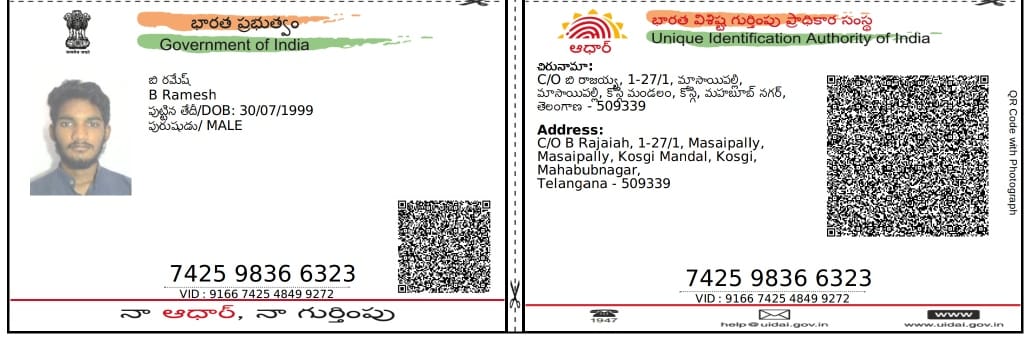 భారత ప్రభుత్వం
Government of India
బి రమేష్
B Ramesh
పుట్టిన తేదీ/DOB: 30/07/1999
పురుషుడు/ MALE
7425 9836 6323
VID : 9166 7425 4849 9272
నా ఆధార్, నా గుర్తింపు
భారత విశిష్ట గుర్తింపు ప్రాధికార సంస్థ
Unique Identification Authority of India
ఆధార్
చిరునామా:
C/O బి రాజయ్య, 1-27/1, మాసాయిపల్లి,
మాసాయిపల్లి, కోస్గి మండలం, కోస్గి, మహబూబ్ నగర్,
తెలంగాణ - 509339
Address:
C/O B Rajaiah, 1-27/1, Masaipally,
Masaipally, Kosgi Mandal, Kosgi,
Mahabubnagar,
Telangana - 509339
QR Code with Photograph
7425 9836 6323
VID : 9166 7425 4849 9272
1947
help@uidai.gov.in
www
www.uidai.gov.in